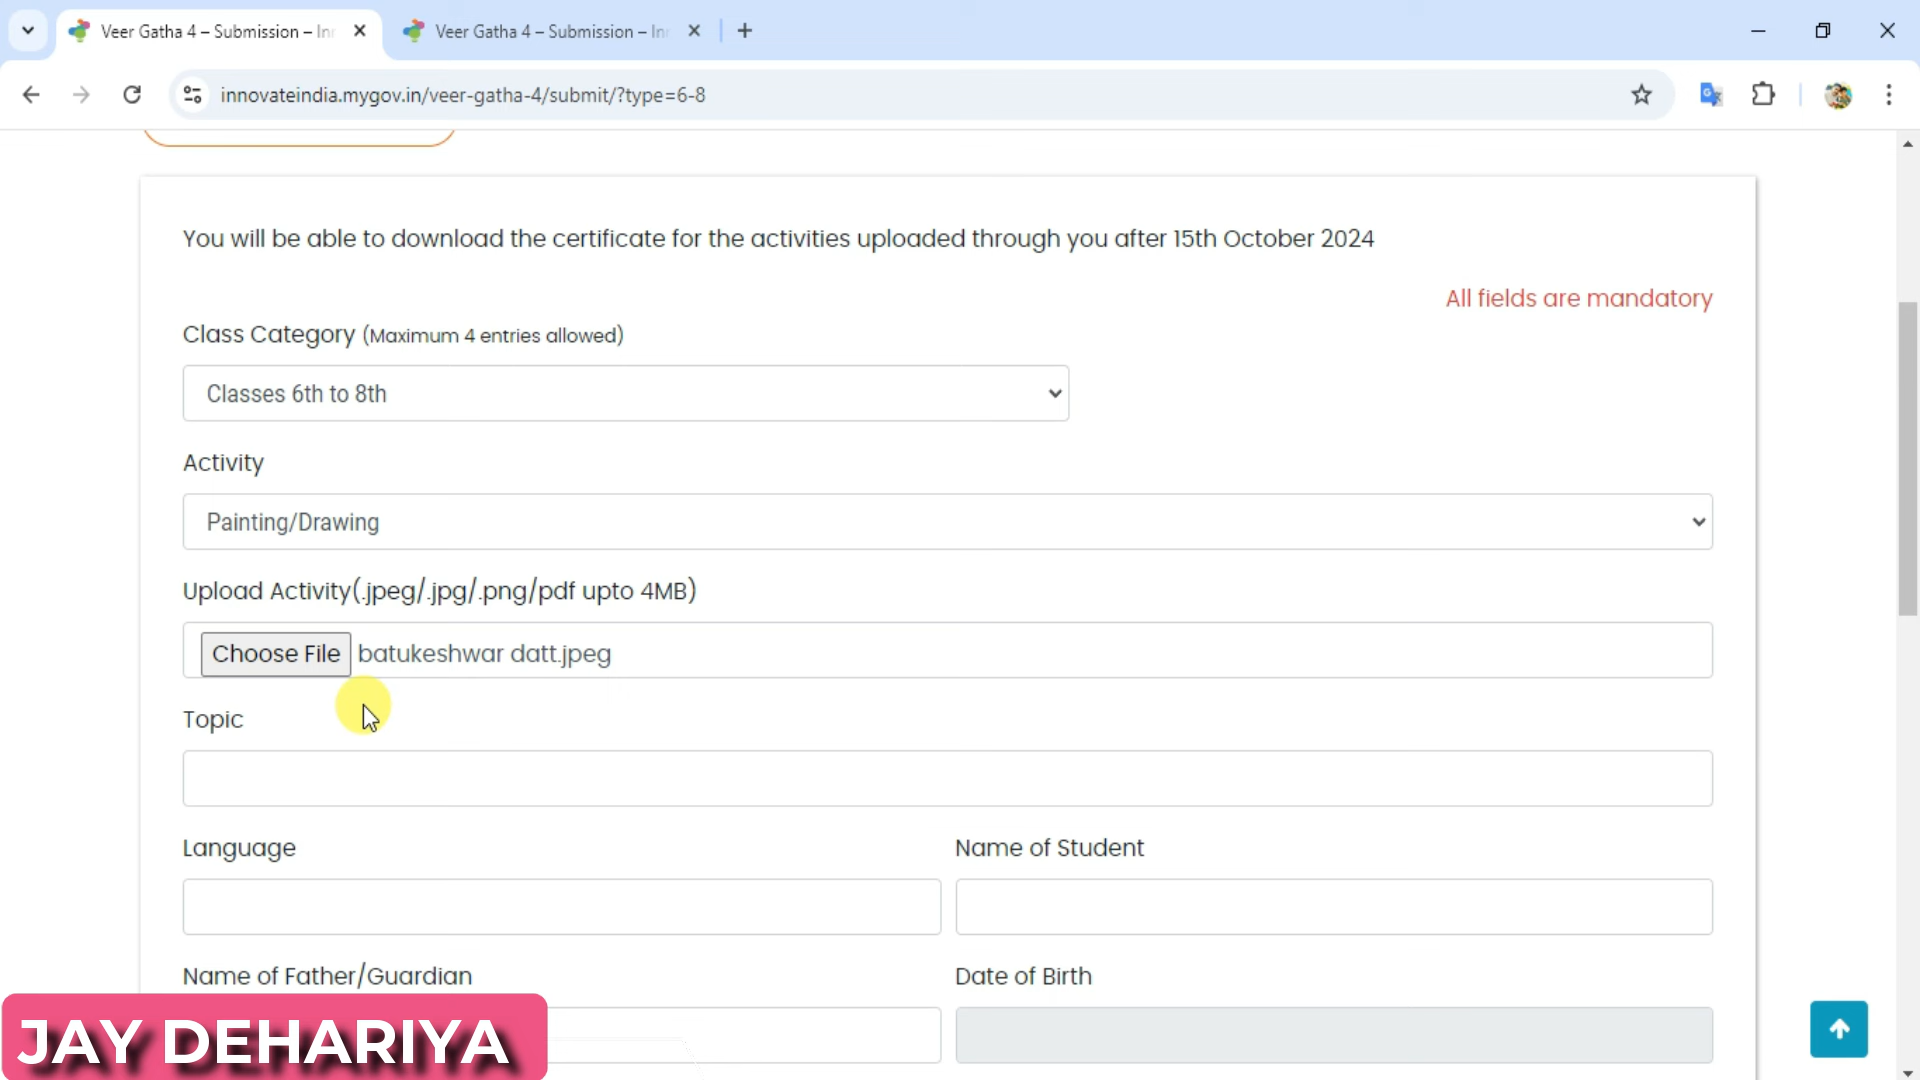 Veer Gatha 4 – Submission – Inn
Veer Gatha 4 – Submission – In
innovateindia.mygov.in/veer-gatha-4/submit/?type=6-8
You will be able to download the certificate for the activities uploaded through you after 15th October 2024
All fields are mandatory
Class Category (Maximum 4 entries allowed)
Classes 6th to 8th
Activity
Painting/Drawing
Upload Activity(.jpeg/.jpg/.png/pdf upto 4MB)
Choose File batukeshwar datt.jpeg
Topic
Language
Name of Student
Name of Father/Guardian
Date of Birth
JAY DEHARIYA